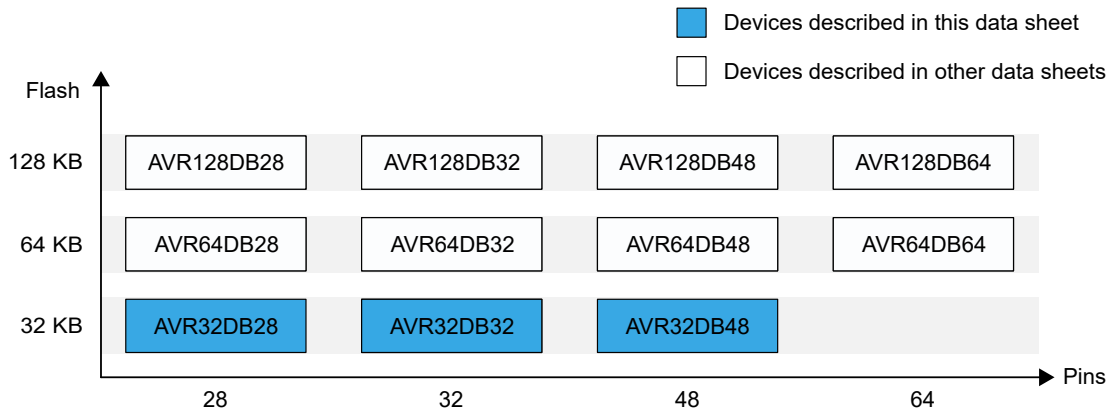 Devices described in this data sheet
Devices described in other data sheets
Flash
128 KB AVR128DB28 AVR128DB32 AVR128DB48 AVR128DB64
64 KB AVR64DB28 AVR64DB32 AVR64DB48 AVR64DB64
32 KB AVR32DB28 AVR32DB32 AVR32DB48
Pins
28 32 48 64